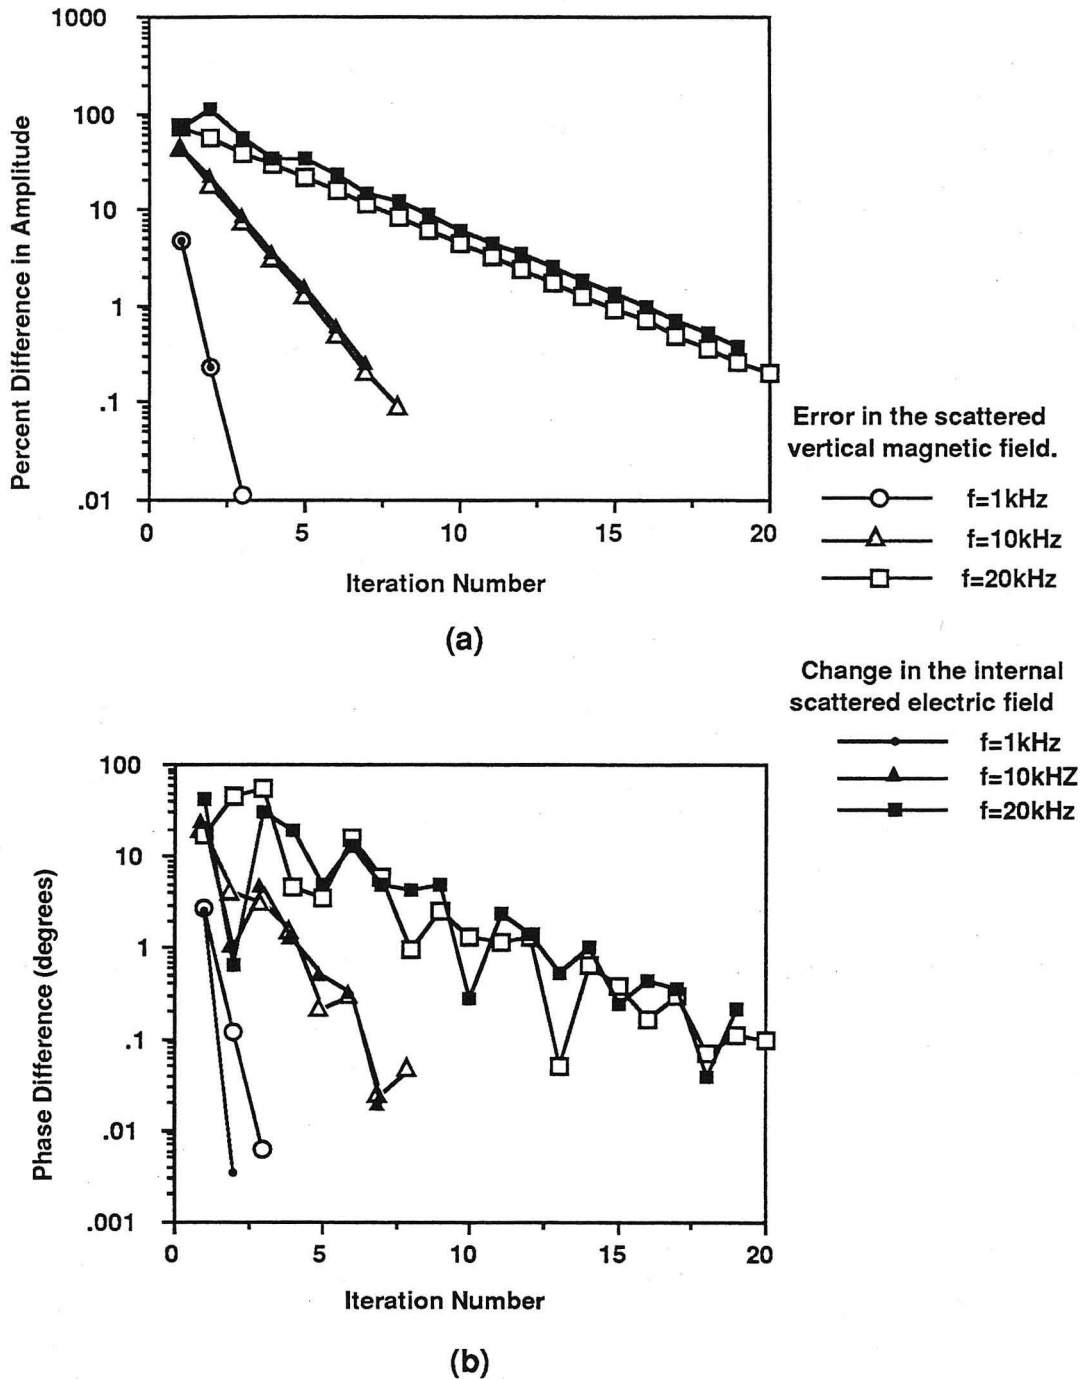 1000
100
10
1
.1
.01
Percent Difference in Amplitude
0 5 10 15 20
Iteration Number
(a)
Error in the scattered
vertical magnetic field.
f=1kHz
f=10kHz
f=20kHz
Change in the internal
scattered electric field
f=1kHz
f=10kHZ
f=20kHz
100
10
1
.1
.01
.001
Phase Difference (degrees)
0 5 10 15 20
Iteration Number
(b)